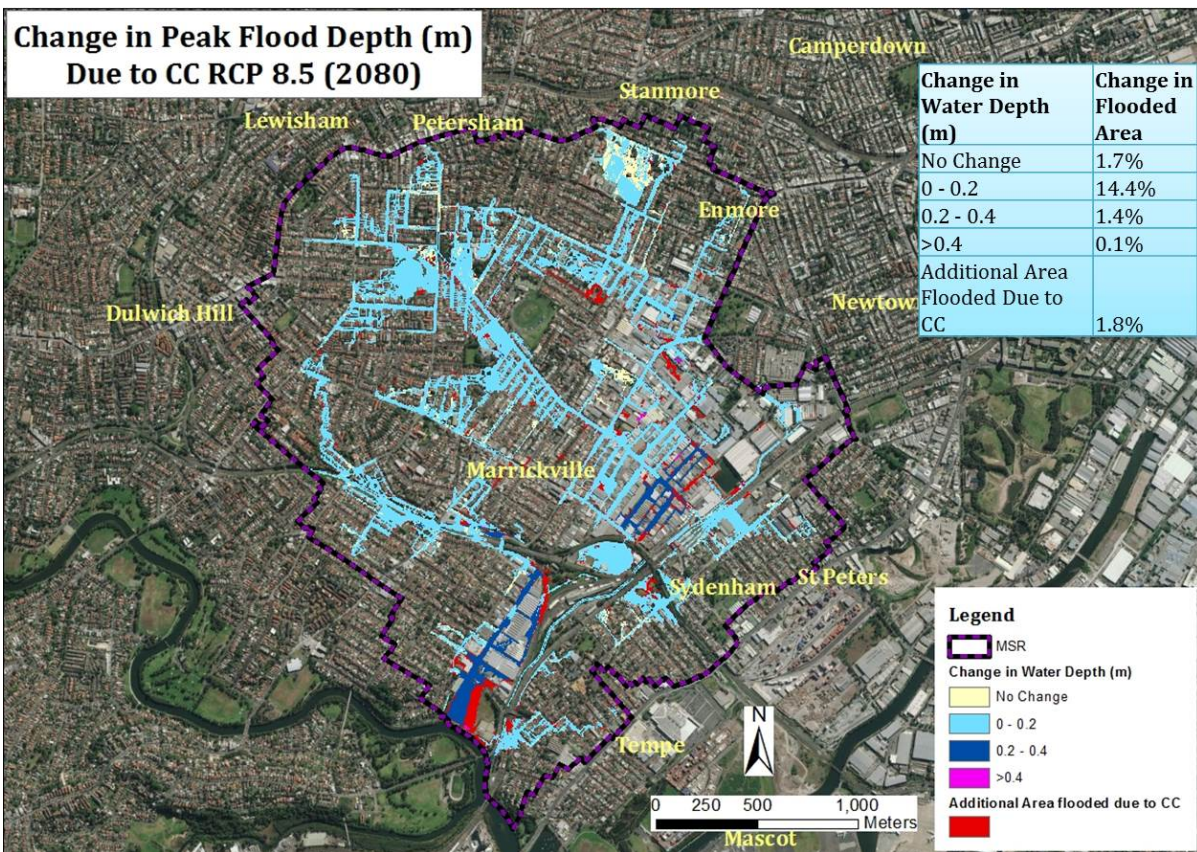 Change in Peak Flood Depth (m)
Due to CC RCP 8.5 (2080)
Camperdown
Stanmore
Lewisham
Petersham
Enmore
Newtow
Dulwich Hill
Marrickville
Sydenham
St Peters
Tempe
Mascot
Change in Water Depth (m) Change in Flooded Area
No Change 1.7%
0 - 0.2 14.4%
0.2 - 0.4 1.4%
>0.4 0.1%
Additional Area Flooded Due to CC 1.8%
N
0 250 500 1,000
Meters
Legend
MSR
Change in Water Depth (m)
No Change
0 - 0.2
0.2 - 0.4
>0.4
Additional Area flooded due to CC